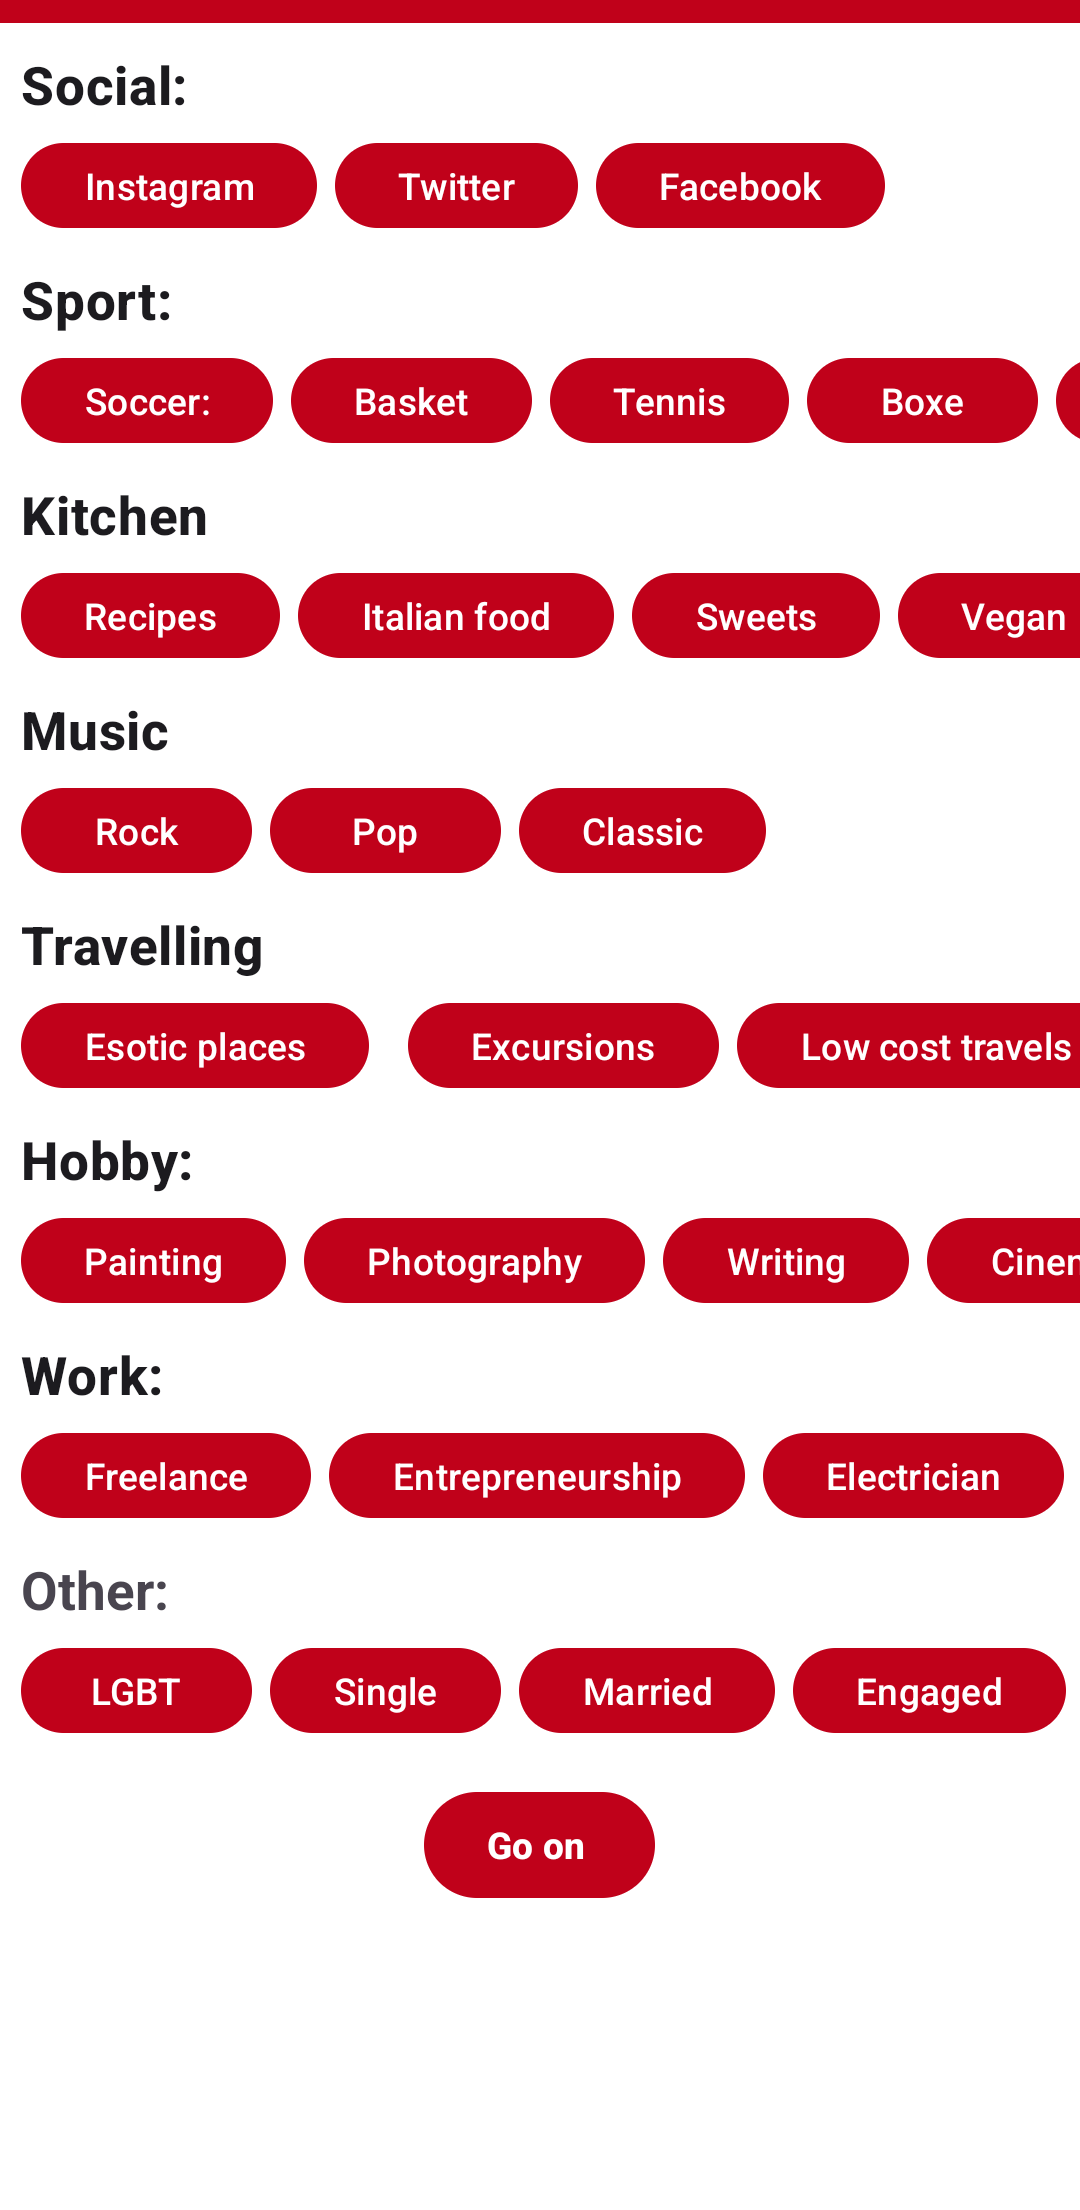 Social:
Instagram Twitter Facebook
Sport:
Soccer: Basket Tennis Boxe
Kitchen
Recipes Italian food Sweets Vegan
Music
Rock Pop Classic
Travelling
Esotic places Excursions Low cost travels
Hobby:
Painting Photography Writing
Work:
Freelance Entrepreneurship Electrician
Other:
LGBT Single Married Engaged
Go on